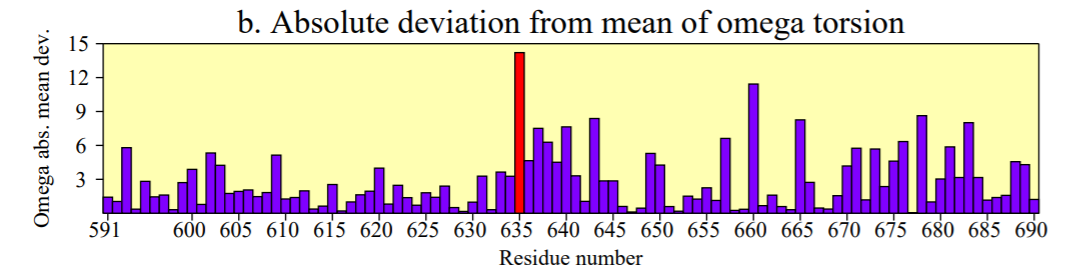 b. Absolute deviation from mean of omega torsion
Omega abs. mean dev.
15
12
9
6
3
591 600 605 610 615 620 625 630 635 640 645 650 655 660 665 670 675 680 685 690
Residue number